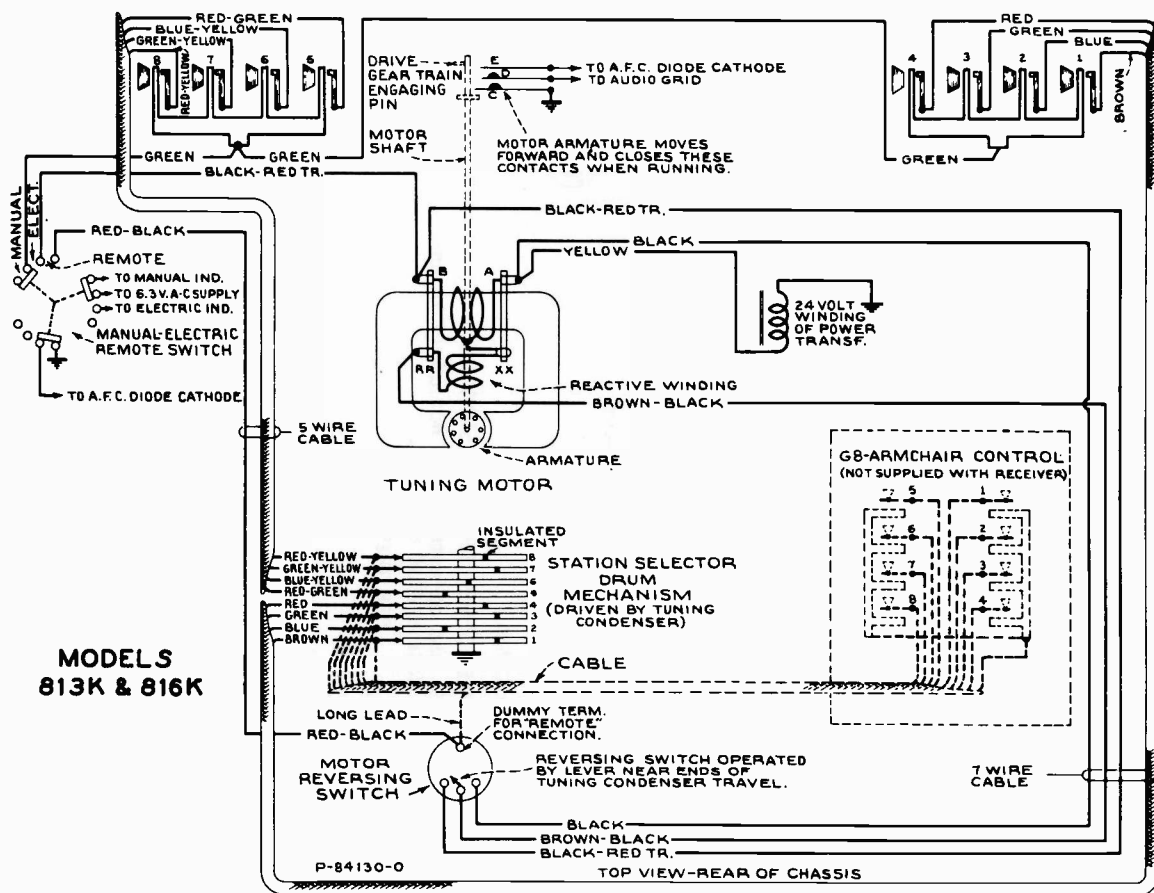 RED-GREEN
BLUE-YELLOW
GREEN-YELLOW
8
7
6
5
RED-YELLOW
DRIVE
GEAR TRAIN
ENGAGING
PIN
E
D
C
TO A.F.C. DIODE CATHODE
TO AUDIO GRID
RED
GREEN
BLUE
4
3
2
1
BROWN
MOTOR
SHAFT
MOTOR ARMATURE MOVES
FORWARD AND CLOSES THESE
CONTACTS WHEN RUNNING.
GREEN
GREEN
GREEN
BLACK-RED TR.
MANUAL
ELECT.
RED-BLACK
REMOTE
TO MANUAL IND.
TO 6.3 V. A-C SUPPLY
TO ELECTRIC IND.
MANUAL-ELECTRIC
REMOTE SWITCH
TO A.F.C. DIODE CATHODE
BLACK-RED TR.
BLACK
YELLOW
B
A
24 VOLT
WINDING
OF POWER
TRANSF.
RR
XX
REACTIVE WINDING
BROWN-BLACK
5 WIRE
CABLE
ARMATURE
TUNING MOTOR
G8-ARMCHAIR CONTROL
(NOT SUPPLIED WITH RECEIVER)
5
1
6
2
7
3
8
4
INSULATED
SEGMENT
RED-YELLOW
8
GREEN-YELLOW
7
BLUE-YELLOW
6
RED-GREEN
RED
4
GREEN
3
BLUE
2
BROWN
1
STATION SELECTOR
DRUM
MECHANISM
(DRIVEN BY TUNING
CONDENSER)
MODELS
813K & 816K
CABLE
LONG LEAD
DUMMY TERM.
FOR "REMOTE"
CONNECTION.
RED-BLACK
MOTOR
REVERSING
SWITCH
REVERSING SWITCH OPERATED
BY LEVER NEAR ENDS OF
TUNING CONDENSER TRAVEL.
7 WIRE
CABLE
BLACK
BROWN-BLACK
BLACK-RED TR.
P-84130-0
TOP VIEW-REAR OF CHASSIS